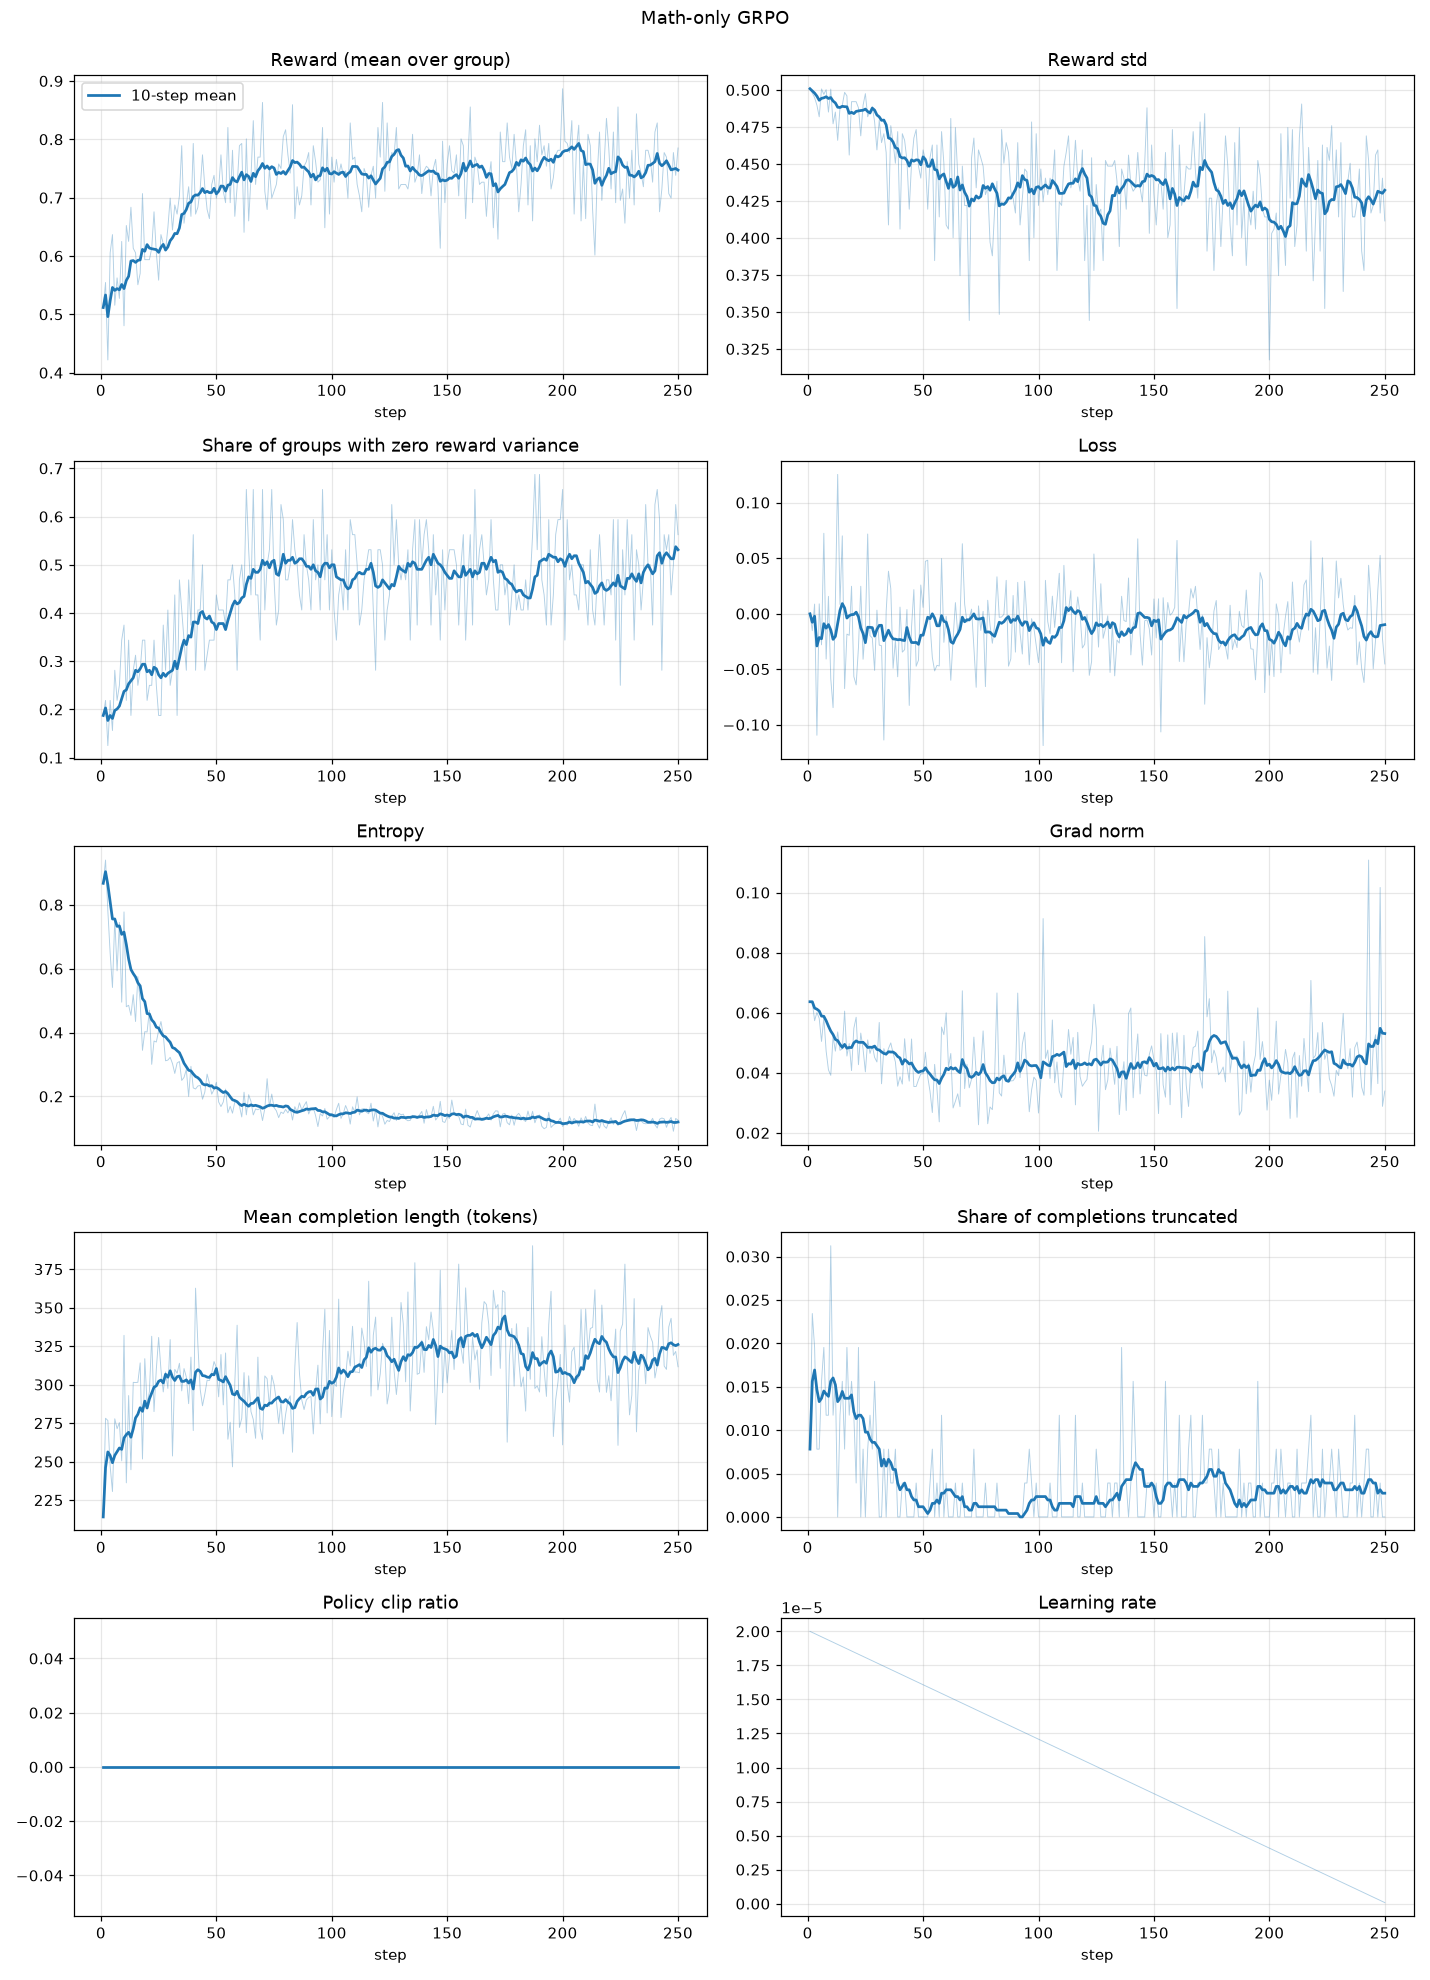 Math-only GRPO
Reward (mean over group)
0.9
0.8
0.7
0.6
0.5
0.4
10-step mean
0 50 100 150 200 250
step
Reward std
0.500
0.475
0.450
0.425
0.400
0.375
0.350
0.325
0 50 100 150 200 250
step
Share of groups with zero reward variance
0.7
0.6
0.5
0.4
0.3
0.2
0.1
0 50 100 150 200 250
step
Loss
0.10
0.05
0.00
−0.05
−0.10
0 50 100 150 200 250
step
Entropy
0.8
0.6
0.4
0.2
0 50 100 150 200 250
step
Grad norm
0.10
0.08
0.06
0.04
0.02
0 50 100 150 200 250
step
Mean completion length (tokens)
375
350
325
300
275
250
225
0 50 100 150 200 250
step
Share of completions truncated
0.030
0.025
0.020
0.015
0.010
0.005
0.000
0 50 100 150 200 250
step
Policy clip ratio
0.04
0.02
0.00
−0.02
−0.04
0 50 100 150 200 250
step
Learning rate
1e−5
2.00
1.75
1.50
1.25
1.00
0.75
0.50
0.25
0.00
0 50 100 150 200 250
step